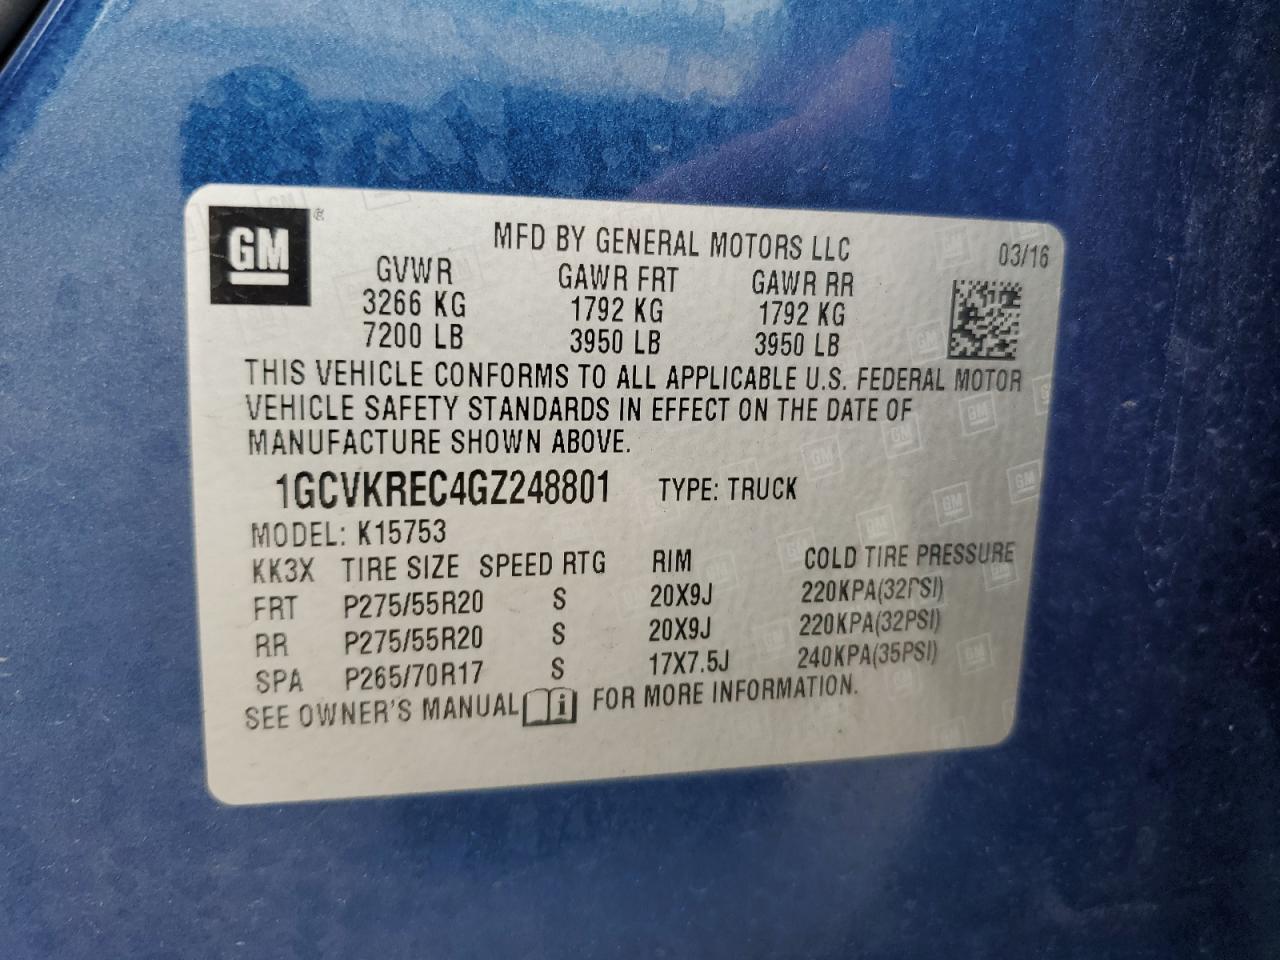 GM
MFD BY GENERAL MOTORS LLC
03/16
GVWR GAWR FRT GAWR RR
3266 KG 1792 KG 1792 KG
7200 LB 3950 LB 3950 LB
THIS VEHICLE CONFORMS TO ALL APPLICABLE U.S. FEDERAL MOTOR
VEHICLE SAFETY STANDARDS IN EFFECT ON THE DATE OF
MANUFACTURE SHOWN ABOVE.
1GCVKREC4GZ248801 TYPE: TRUCK
MODEL: K15753
KK3X TIRE SIZE SPEED RTG RIM COLD TIRE PRESSURE
FRT P275/55R20 S 20X9J 220KPA(32PSI)
RR P275/55R20 S 20X9J 220KPA(32PSI)
SPA P265/70R17 S 17X7.5J 240KPA(35PSI)
SEE OWNER'S MANUAL i FOR MORE INFORMATION.